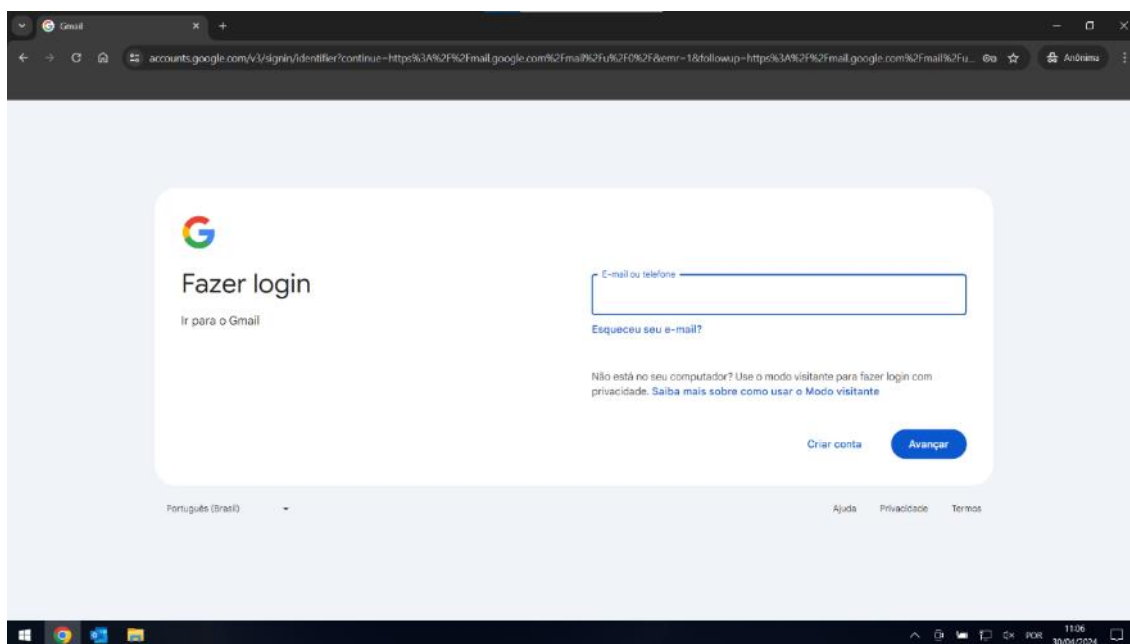 Gmail
accounts.google.com/v3/signin/identifier?continue=https%3A%2F%2Fmail.google.com%2Fmail%2Fu%2F0%2F&emr=1&followup=https%3A%2F%2Fmail.google.com%2Fmail%2Fu...
Anônima
Fazer login
Ir para o Gmail
E-mail ou telefone
Esqueceu seu e-mail?
Não está no seu computador? Use o modo visitante para fazer login com
privacidade. Saiba mais sobre como usar o Modo visitante
Criar conta
Avançar
Português (Brasil)
Ajuda Privacidade Termos
POR
11:06
30/04/2024